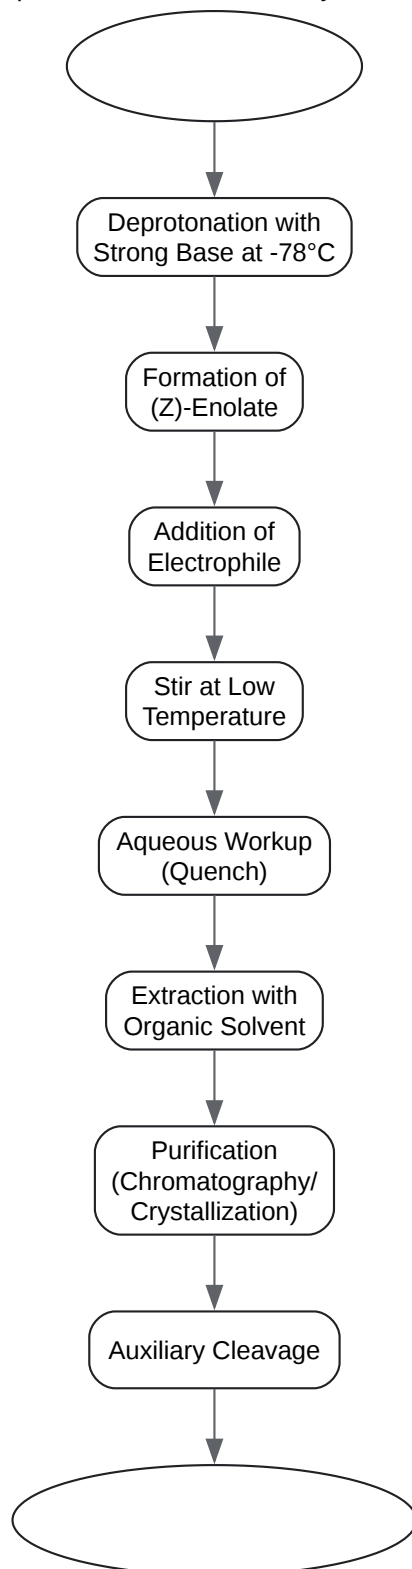 Deprotonation with
Strong Base at -78°C
Formation of
(Z)-Enolate
Addition of
Electrophile
Stir at Low
Temperature
Aqueous Workup
(Quench)
Extraction with
Organic Solvent
Purification
(Chromatography/
Crystallization)
Auxiliary Cleavage